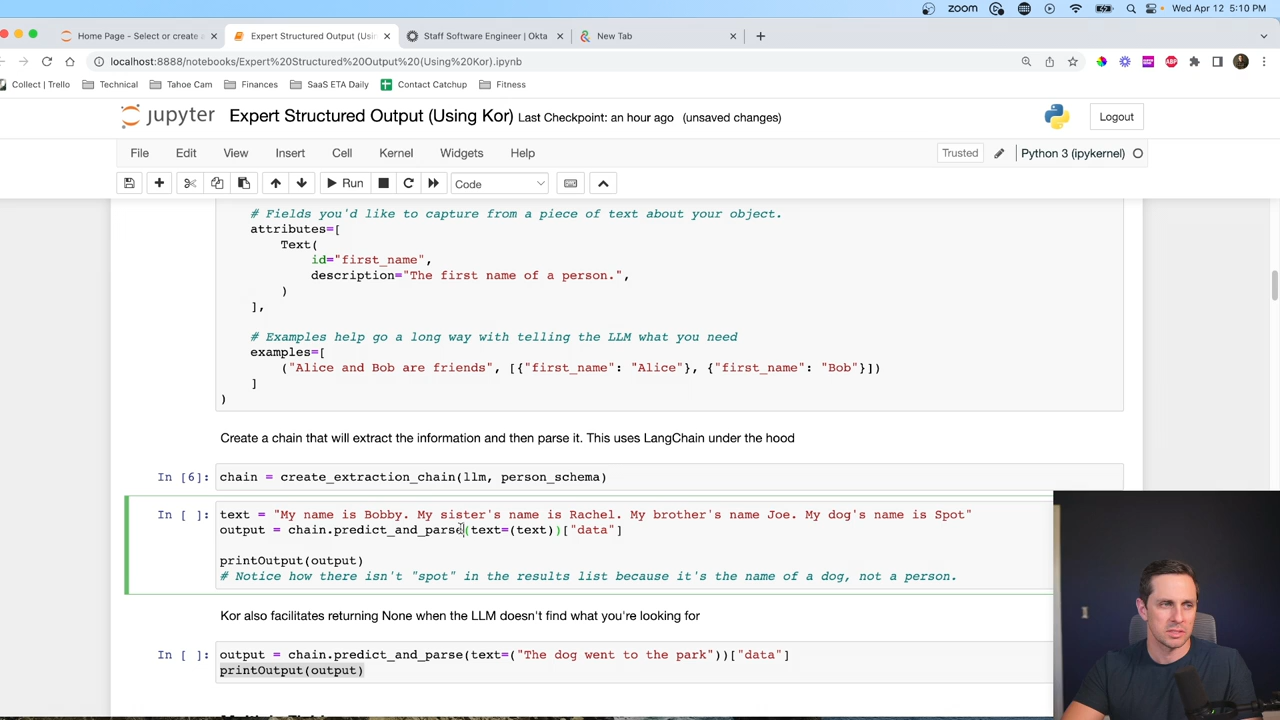 zoom
Wed Apr 12 5:10 PM
Home Page - Select or create a
Expert Structured Output (Usin
Staff Software Engineer | Okta
New Tab
localhost:8888/notebooks/Expert%20Structured%20Output%20(Using%20Kor).ipynb
Collect | Trello
Technical
Tahoe Cam
Finances
SaaS ETA Daily
Contact Catchup
Fitness
jupyter
Expert Structured Output (Using Kor) Last Checkpoint: an hour ago (unsaved changes)
Logout
File Edit View Insert Cell Kernel Widgets Help
Trusted
Python 3 (ipykernel)
Run
Code
# Fields you'd like to capture from a piece of text about your object.
attributes=[
Text(
id="first_name",
description="The first name of a person.",
)
],
# Examples help go a long way with telling the LLM what you need
examples=[
("Alice and Bob are friends", [{"first_name": "Alice"}, {"first_name": "Bob"}])
]
)
Create a chain that will extract the information and then parse it. This uses LangChain under the hood
In [6]: chain = create_extraction_chain(llm, person_schema)
In [ ]: text = "My name is Bobby. My sister's name is Rachel. My brother's name Joe. My dog's name is Spot"
output = chain.predict_and_parse(text=(text))["data"]
printOutput(output)
# Notice how there isn't "spot" in the results list because it's the name of a dog, not a person.
Kor also facilitates returning None when the LLM doesn't find what you're looking for
In [ ]: output = chain.predict_and_parse(text=("The dog went to the park"))["data"]
printOutput(output)